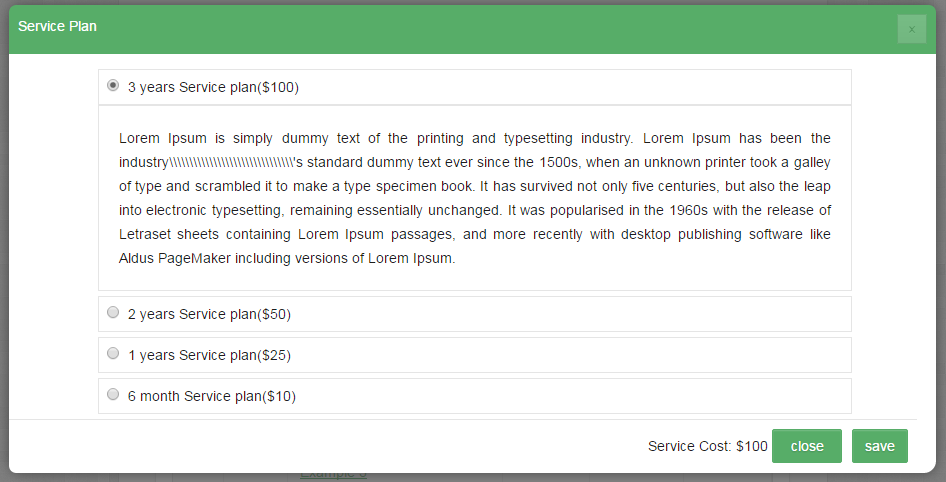 Service Plan
x
3 years Service plan($100)
Lorem Ipsum is simply dummy text of the printing and typesetting industry. Lorem Ipsum has been the
industry\\\\\\\\\\\\\\\\\\\\\\\\\\\\\\\'s standard dummy text ever since the 1500s, when an unknown printer took a galley
of type and scrambled it to make a type specimen book. It has survived not only five centuries, but also the leap
into electronic typesetting, remaining essentially unchanged. It was popularised in the 1960s with the release of
Letraset sheets containing Lorem Ipsum passages, and more recently with desktop publishing software like
Aldus PageMaker including versions of Lorem Ipsum.
2 years Service plan($50)
1 years Service plan($25)
6 month Service plan($10)
Service Cost: $100
close
save